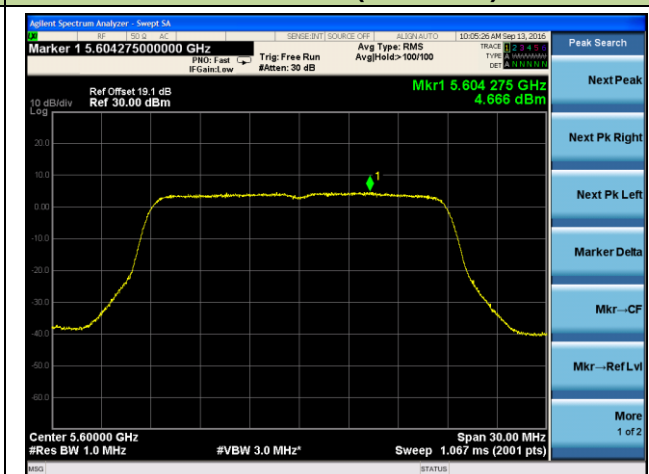 Agilent Spectrum Analyzer - Swept SA
RF 50 Ω AC SENSE:INT SOURCE OFF ALIGN AUTO 10:05:26 AM Sep 13, 2016
Marker 1 5.604275000000 GHz
PNO: Fast
IFGain:Low
Trig: Free Run
#Atten: 30 dB
Avg Type: RMS
Avg|Hold:>100/100
TRACE 1 2 3 4 5 6
TYPE A
DET A N N N N N
Peak Search
Mkr1 5.604 275 GHz
4.666 dBm
Ref Offset 19.1 dB
10 dB/div Ref 30.00 dBm
Log
20.0
10.0
0.00
-10.0
-20.0
-30.0
-40.0
-50.0
-60.0
1
Center 5.60000 GHz
Span 30.00 MHz
#Res BW 1.0 MHz
#VBW 3.0 MHz*
Sweep 1.067 ms (2001 pts)
MSG
STATUS
Next Peak
Next Pk Right
Next Pk Left
Marker Delta
Mkr→CF
Mkr→Ref Lvl
More
1 of 2